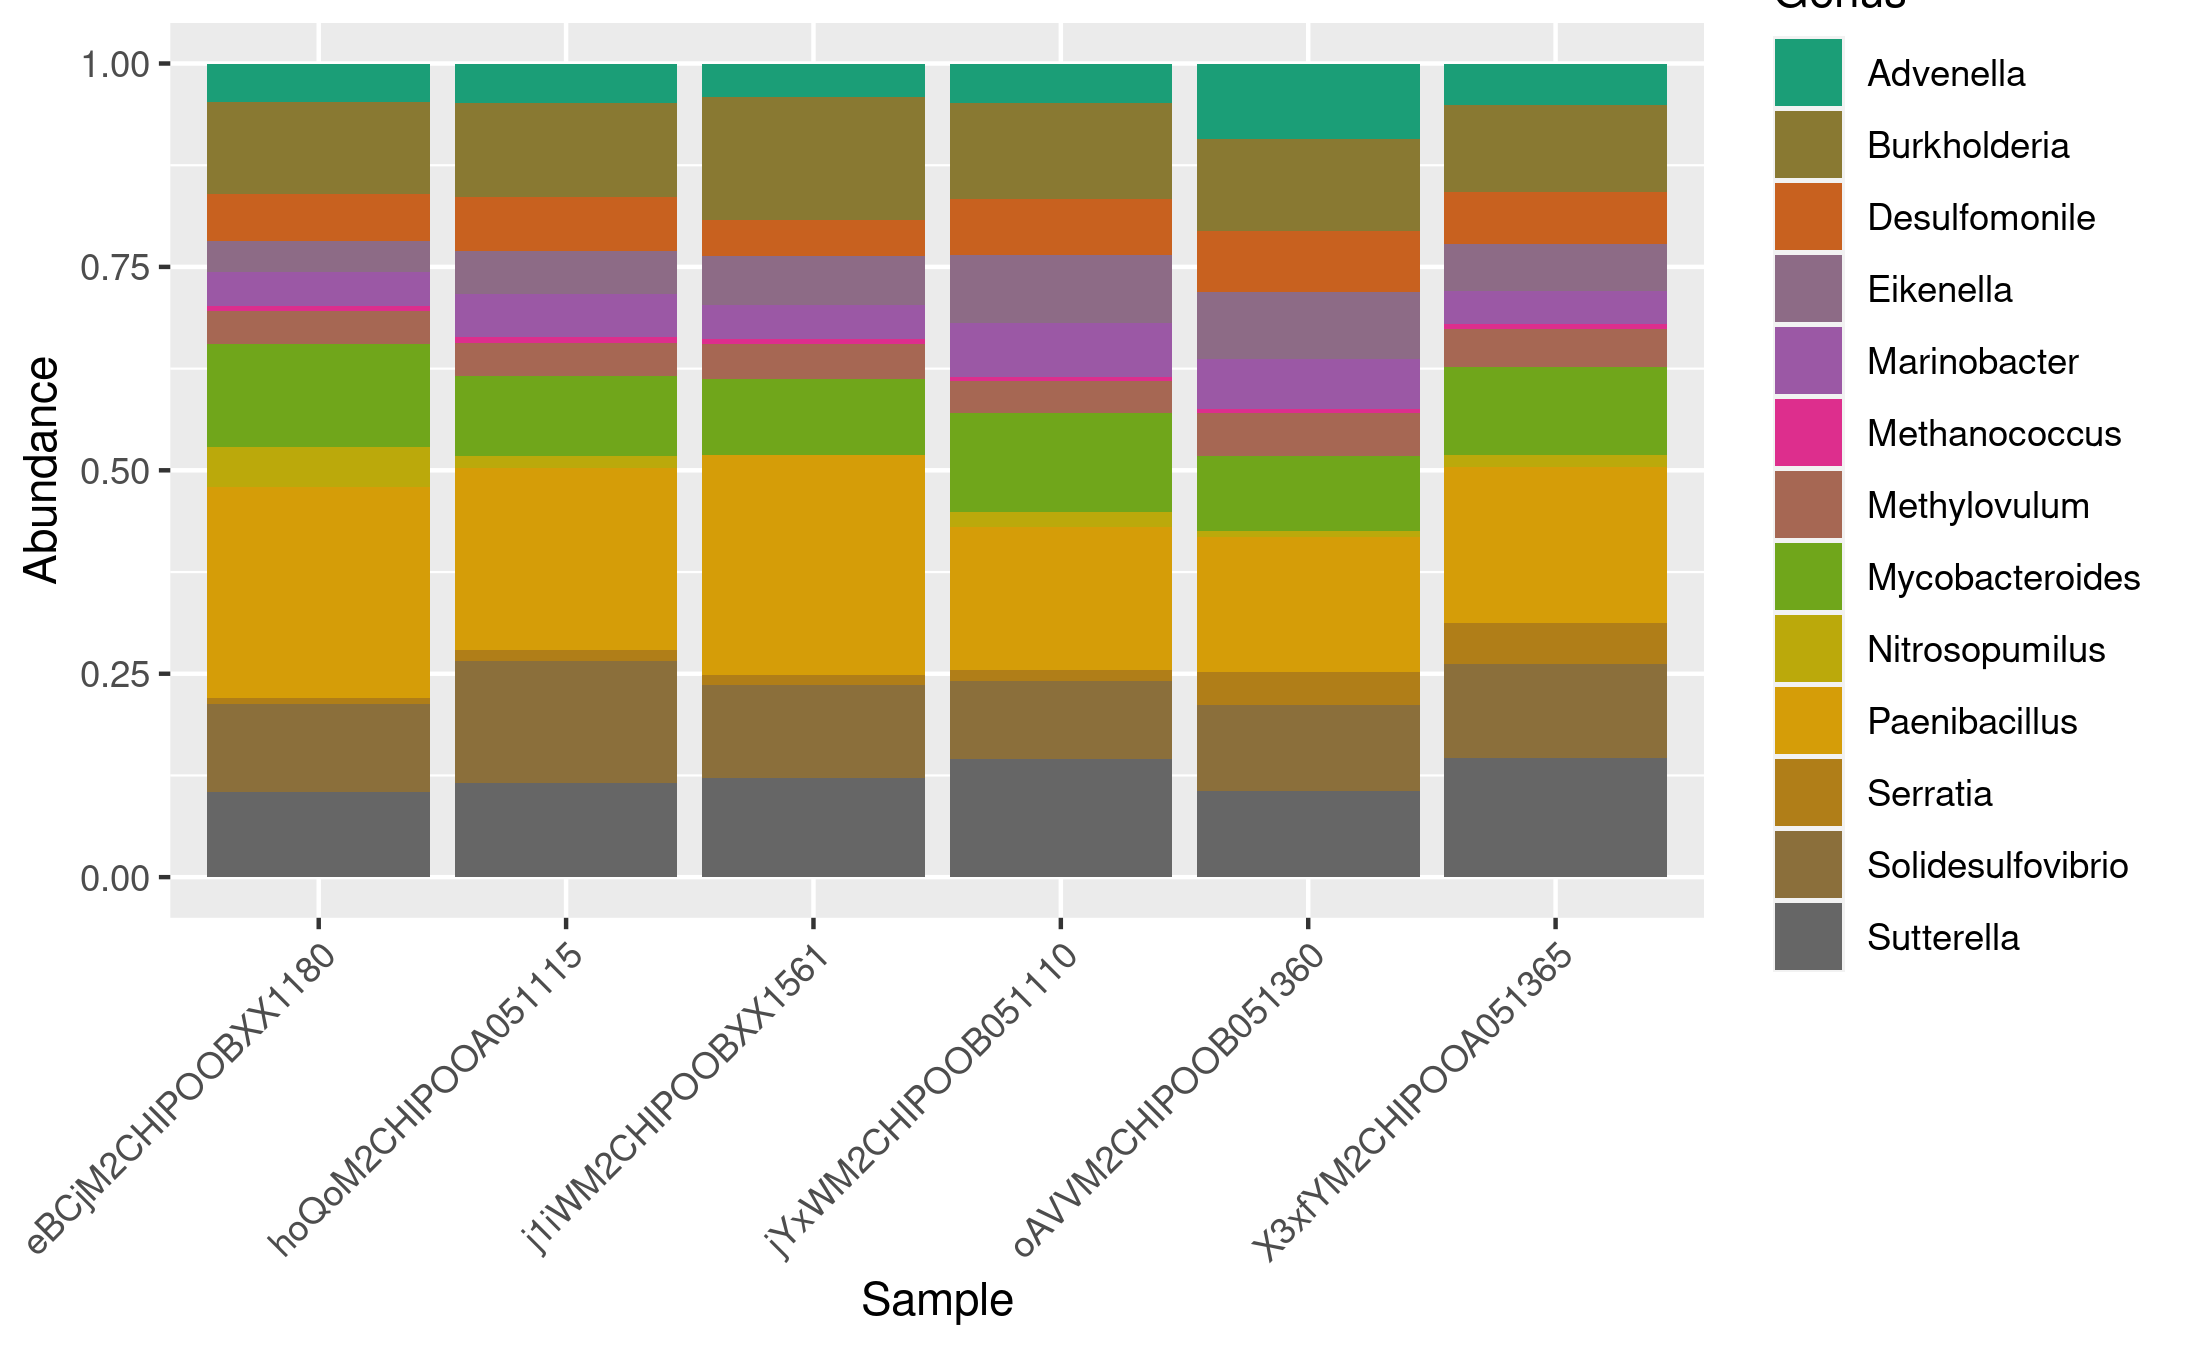 1.00
0.75
0.50
0.25
0.00
Abundance
eBCjM2CHIPOOBXX1180
hoQoM2CHIPOOA051115
j1iWM2CHIPOOBXX1561
jYxWM2CHIPOOB051110
oAVVM2CHIPOOB051360
X3xfYM2CHIPOOA051365
Sample
Advenella
Burkholderia
Desulfomonile
Eikenella
Marinobacter
Methanococcus
Methylovulum
Mycobacteroides
Nitrosopumilus
Paenibacillus
Serratia
Solidesulfovibrio
Sutterella